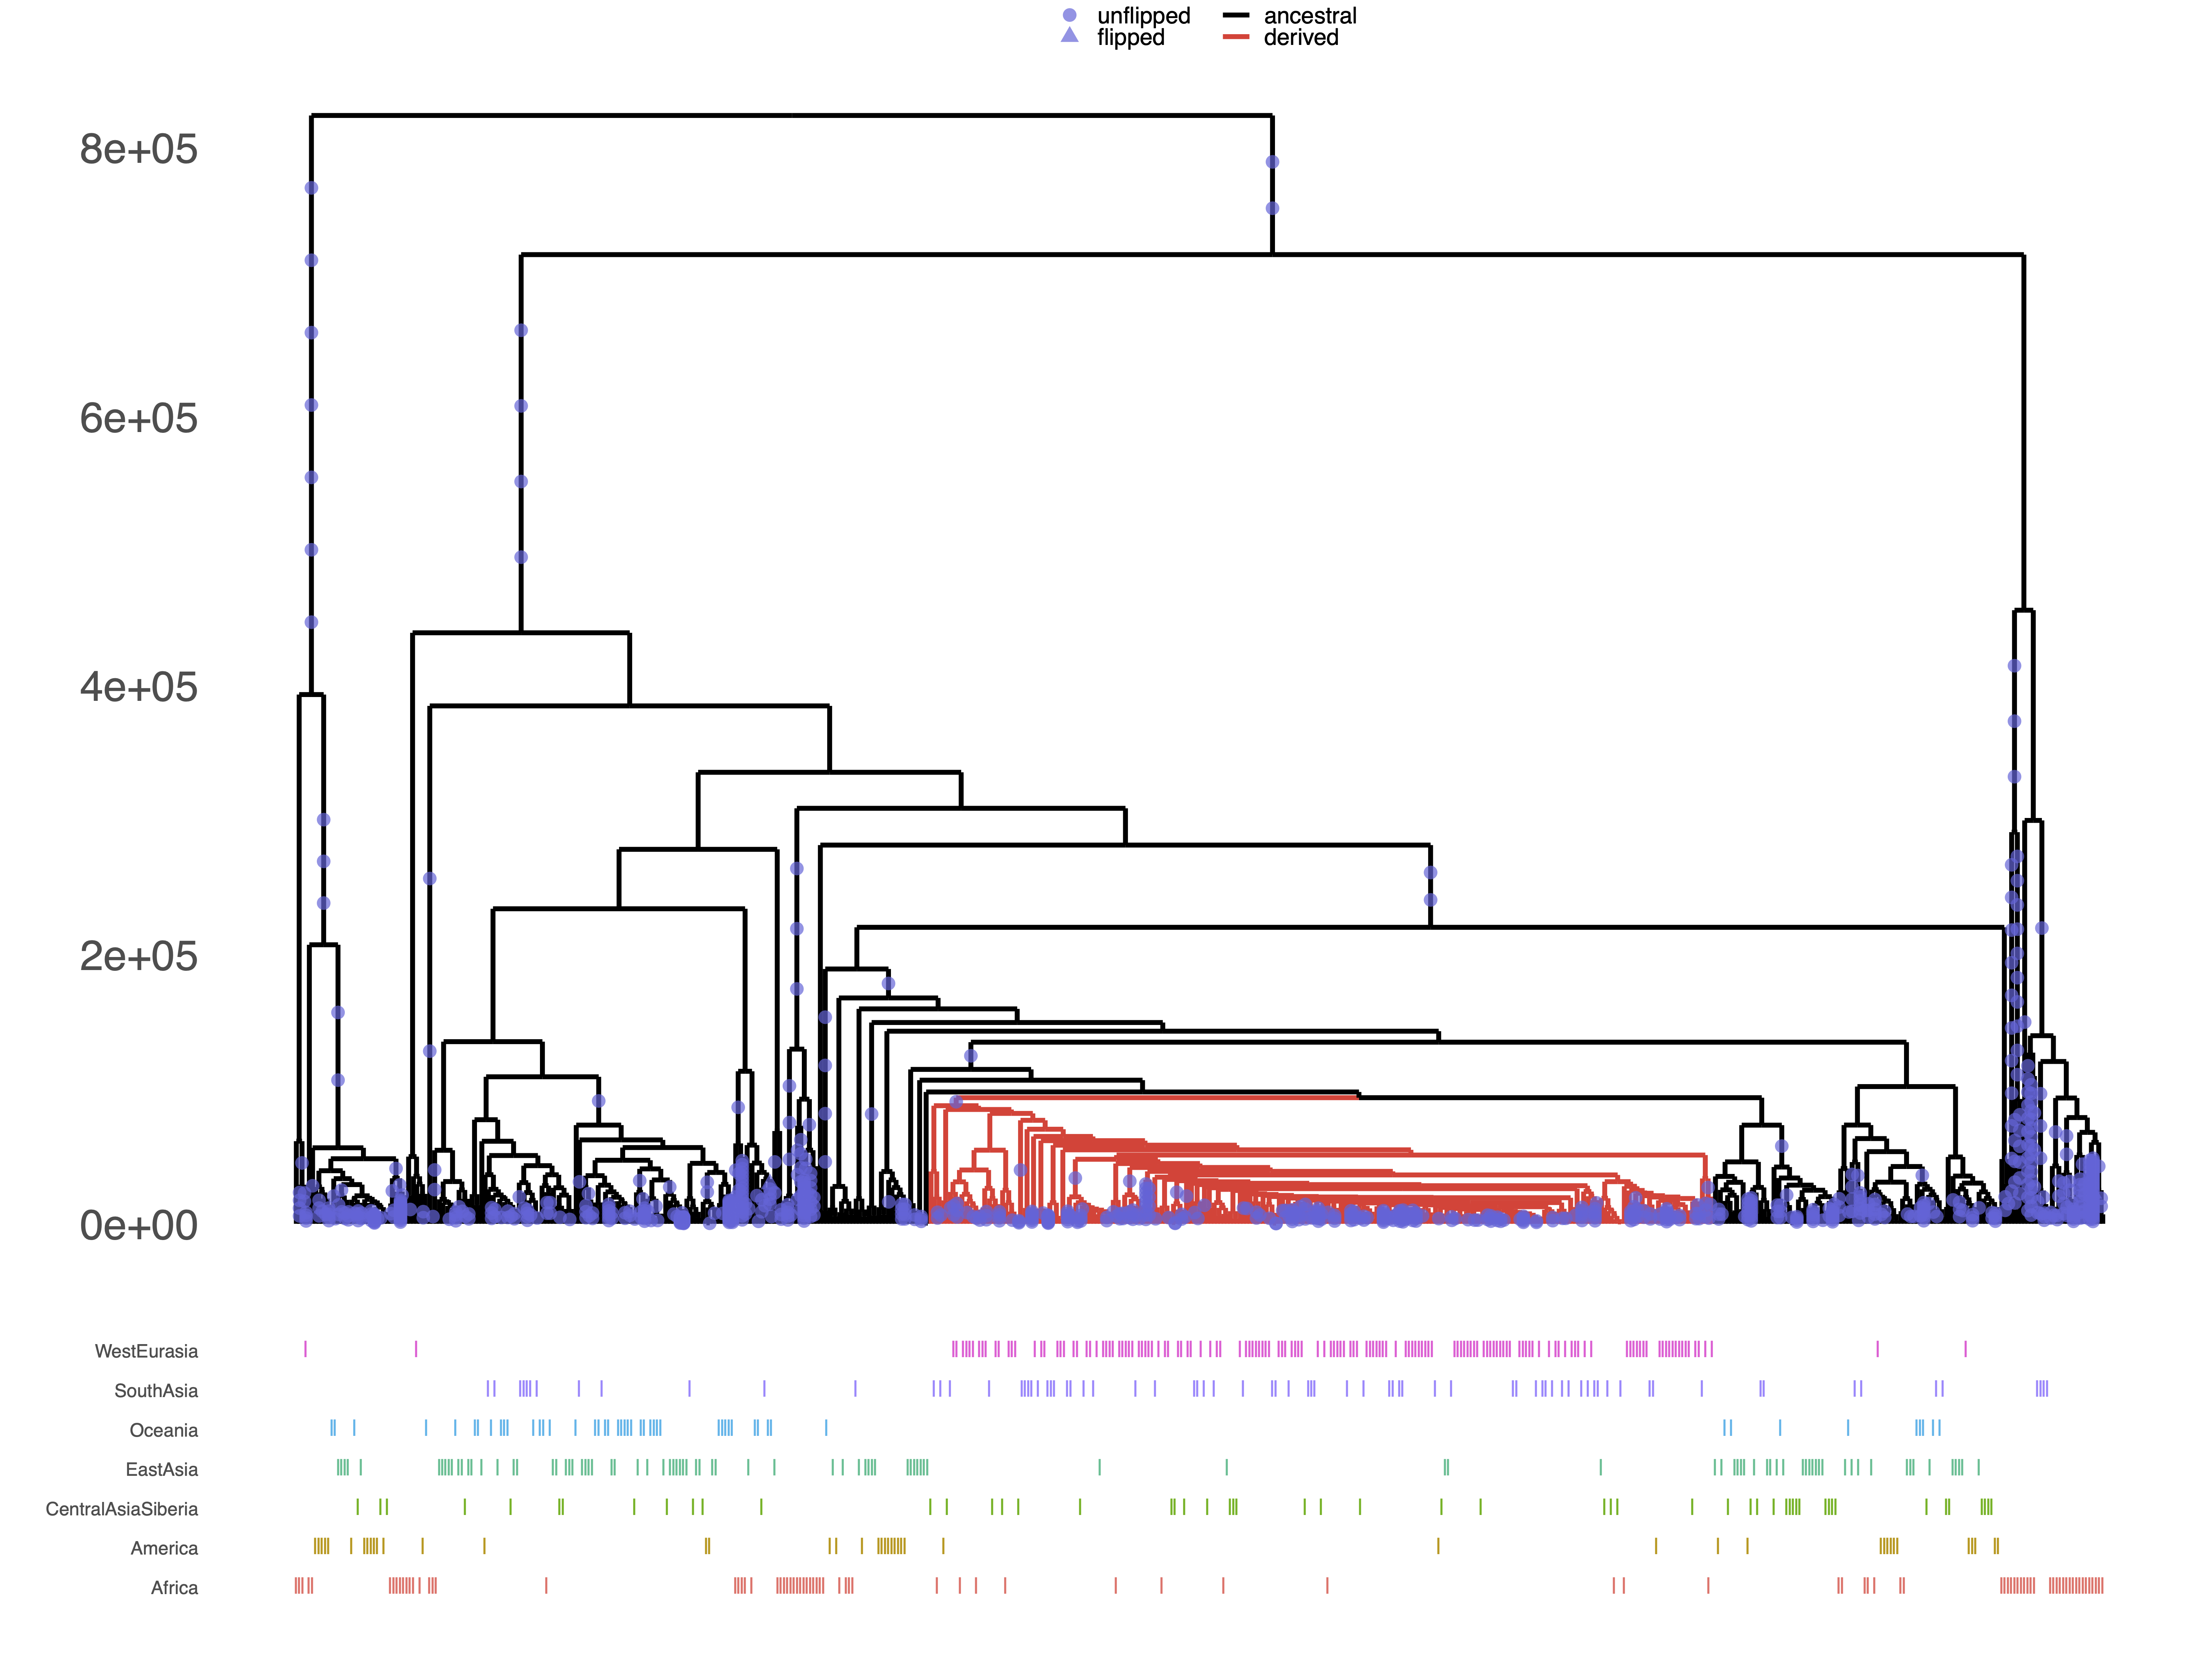 unflipped ancestral
flipped derived
8e+05
6e+05
4e+05
2e+05
0e+00
WestEurasia
SouthAsia
Oceania
EastAsia
CentralAsiaSiberia
America
Africa